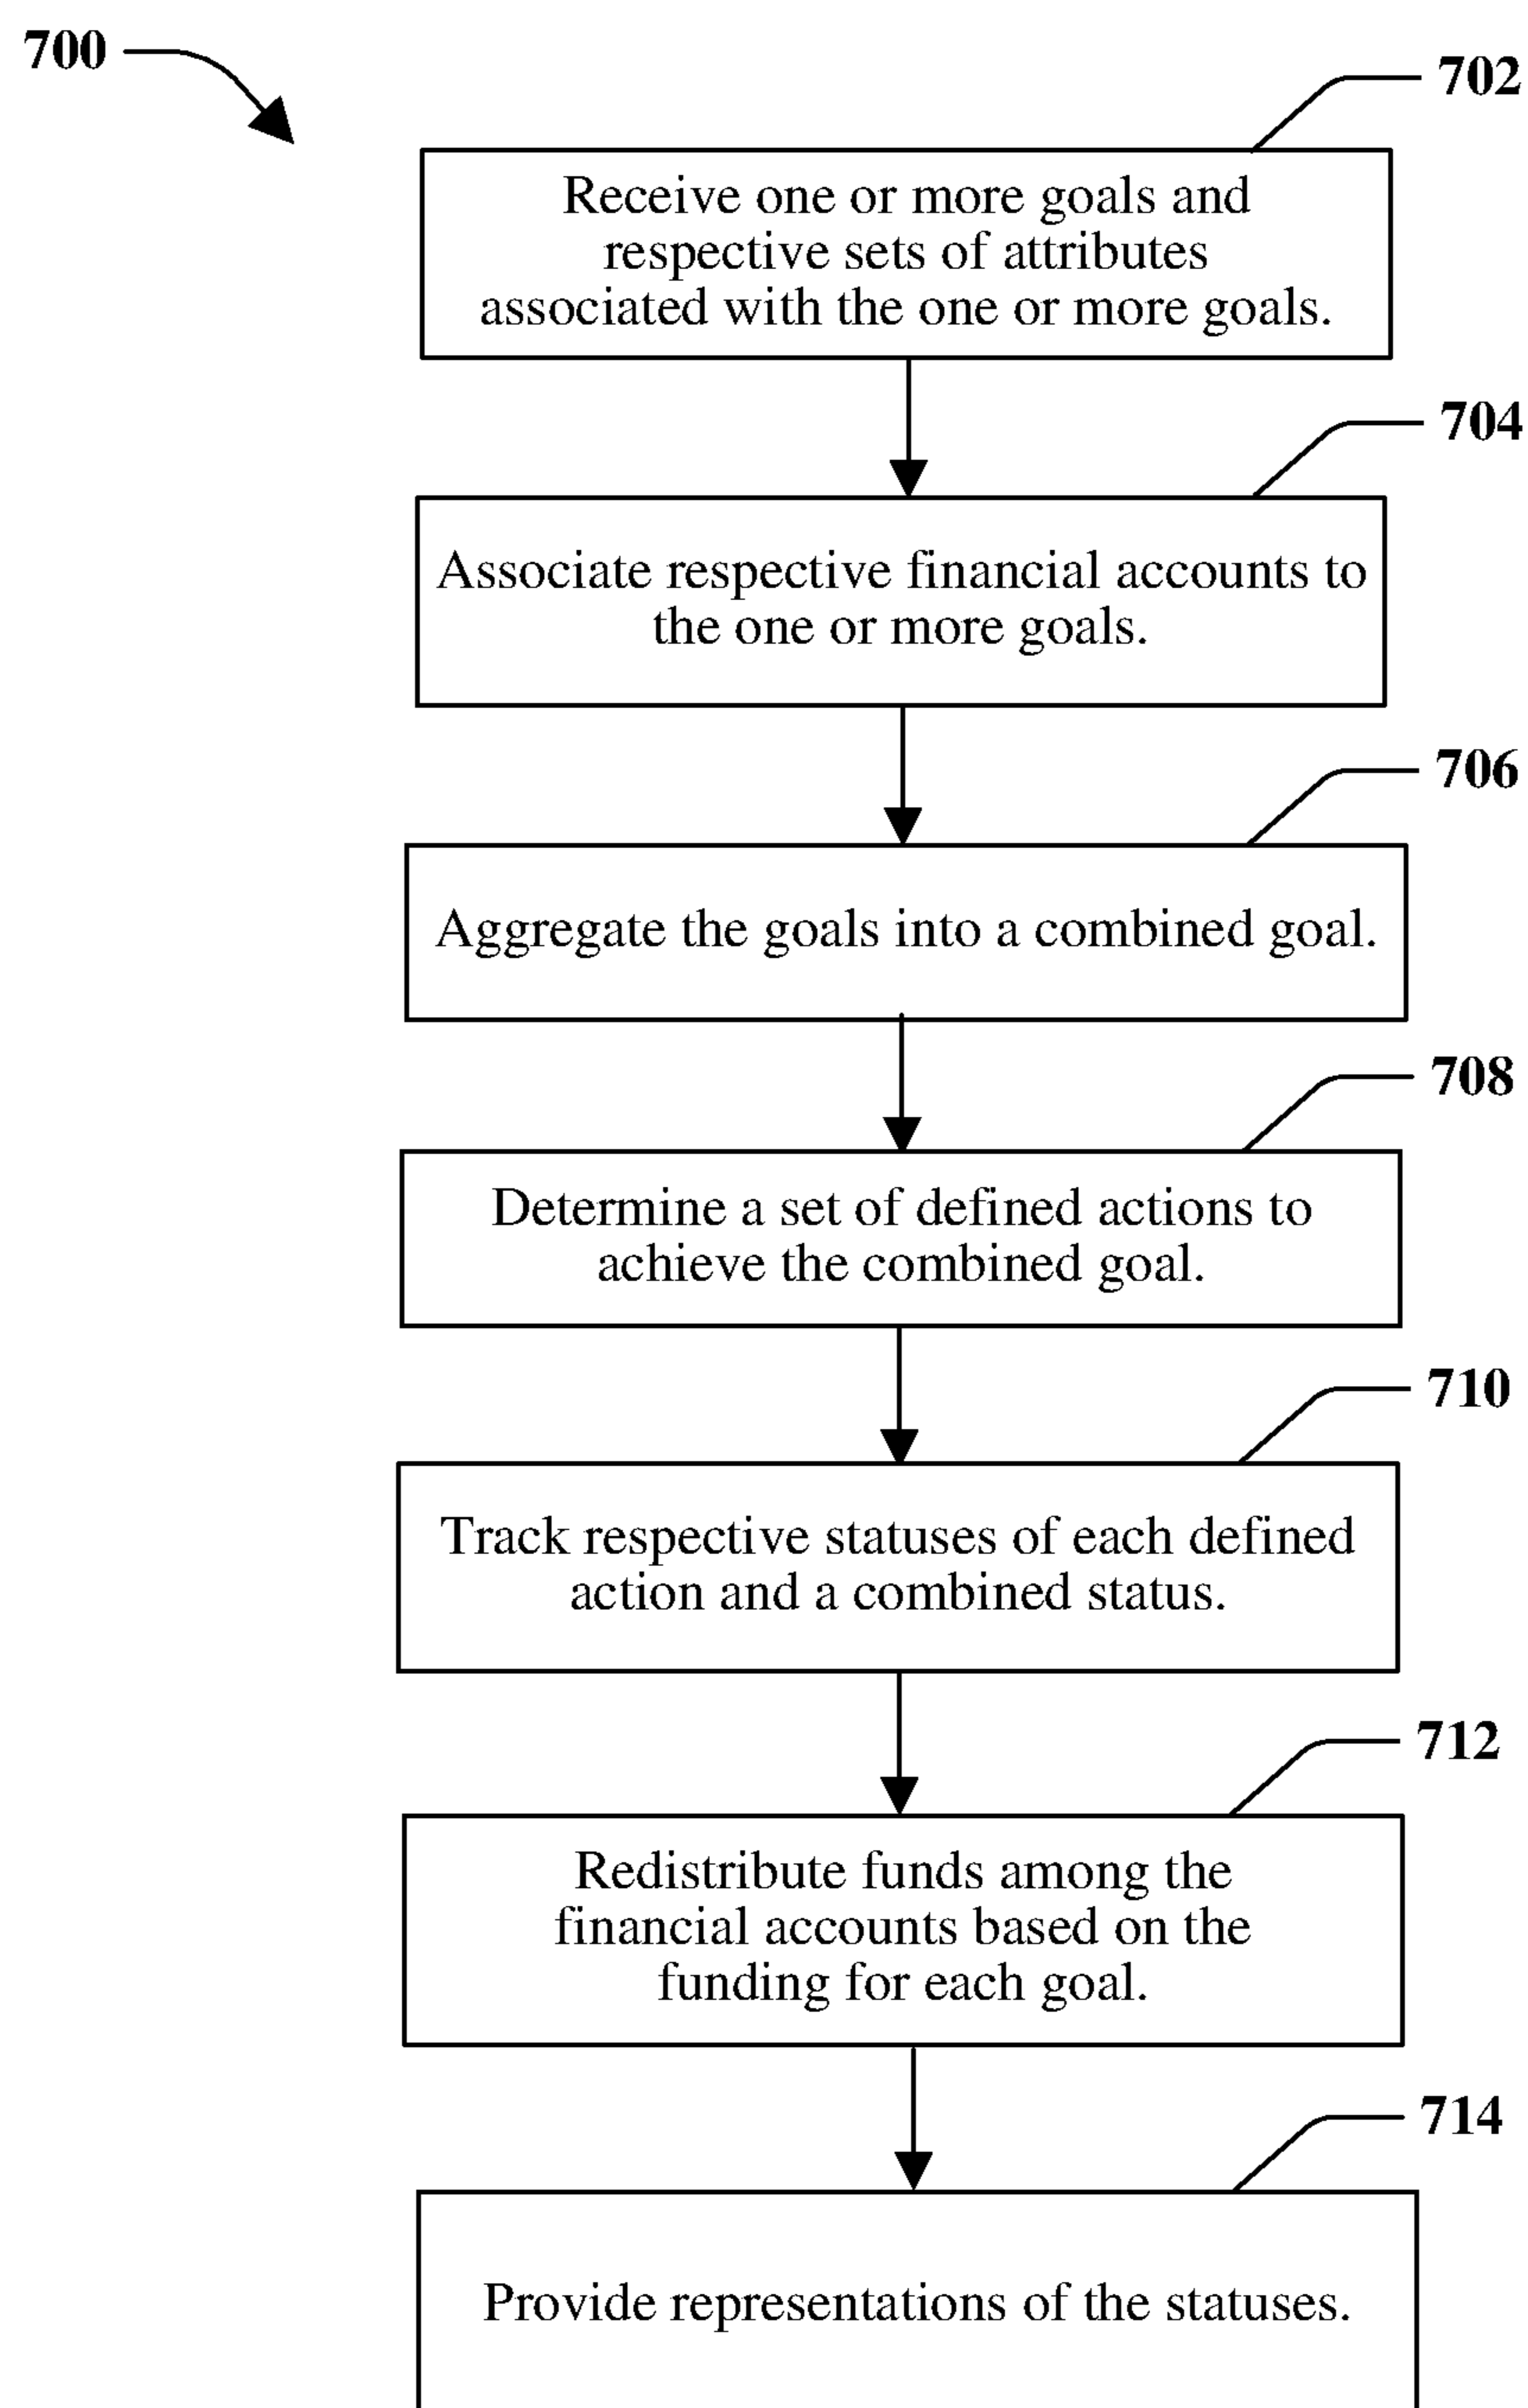 700
702
Receive one or more goals and
respective sets of attributes
associated with the one or more goals.
704
Associate respective financial accounts to
the one or more goals.
706
Aggregate the goals into a combined goal.
708
Determine a set of defined actions to
achieve the combined goal.
710
Track respective statuses of each defined
action and a combined status.
712
Redistribute funds among the
financial accounts based on the
funding for each goal.
714
Provide representations of the statuses.